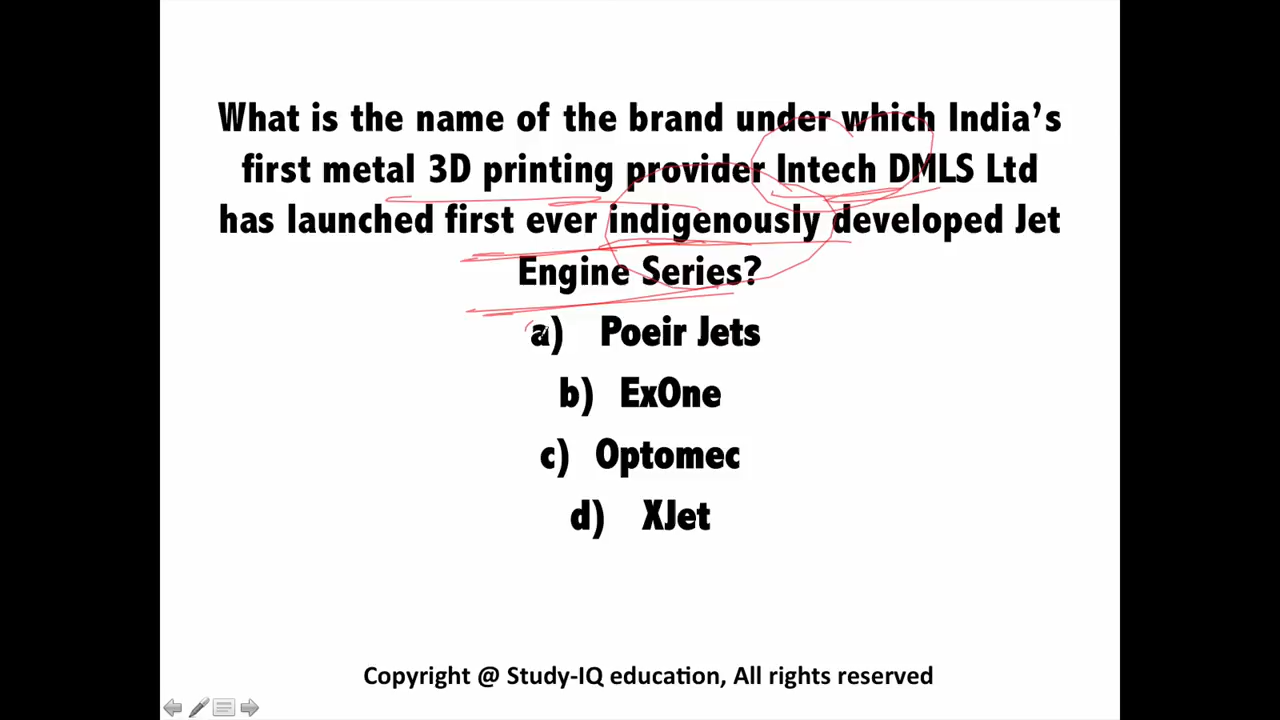 What is the name of the brand under which India’s
first metal 3D printing provider Intech DMLS Ltd
has launched first ever indigenously developed Jet
Engine Series?
a) Poeir Jets
b) ExOne
c) Optomec
d) XJet
Copyright @ Study-IQ education, All rights reserved